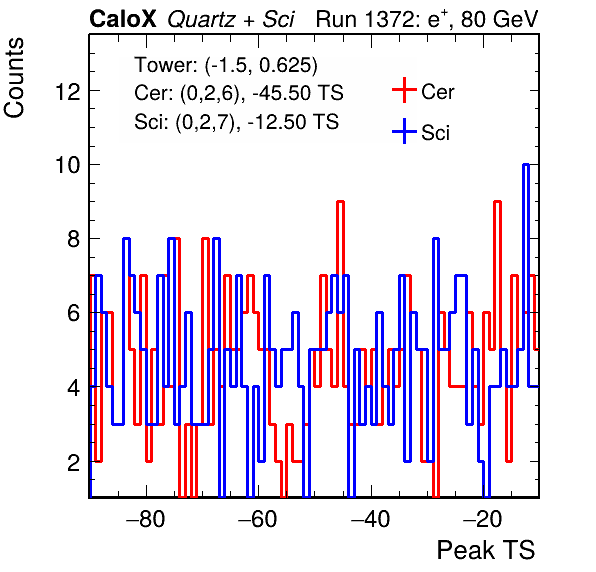 CaloX Quartz + Sci Run 1372: e⁺, 80 GeV
Counts
Tower: (-1.5, 0.625)
Cer: (0,2,6), -45.50 TS
Sci: (0,2,7), -12.50 TS
Cer
Sci
12
10
8
6
4
2
−80 −60 −40 −20
Peak TS